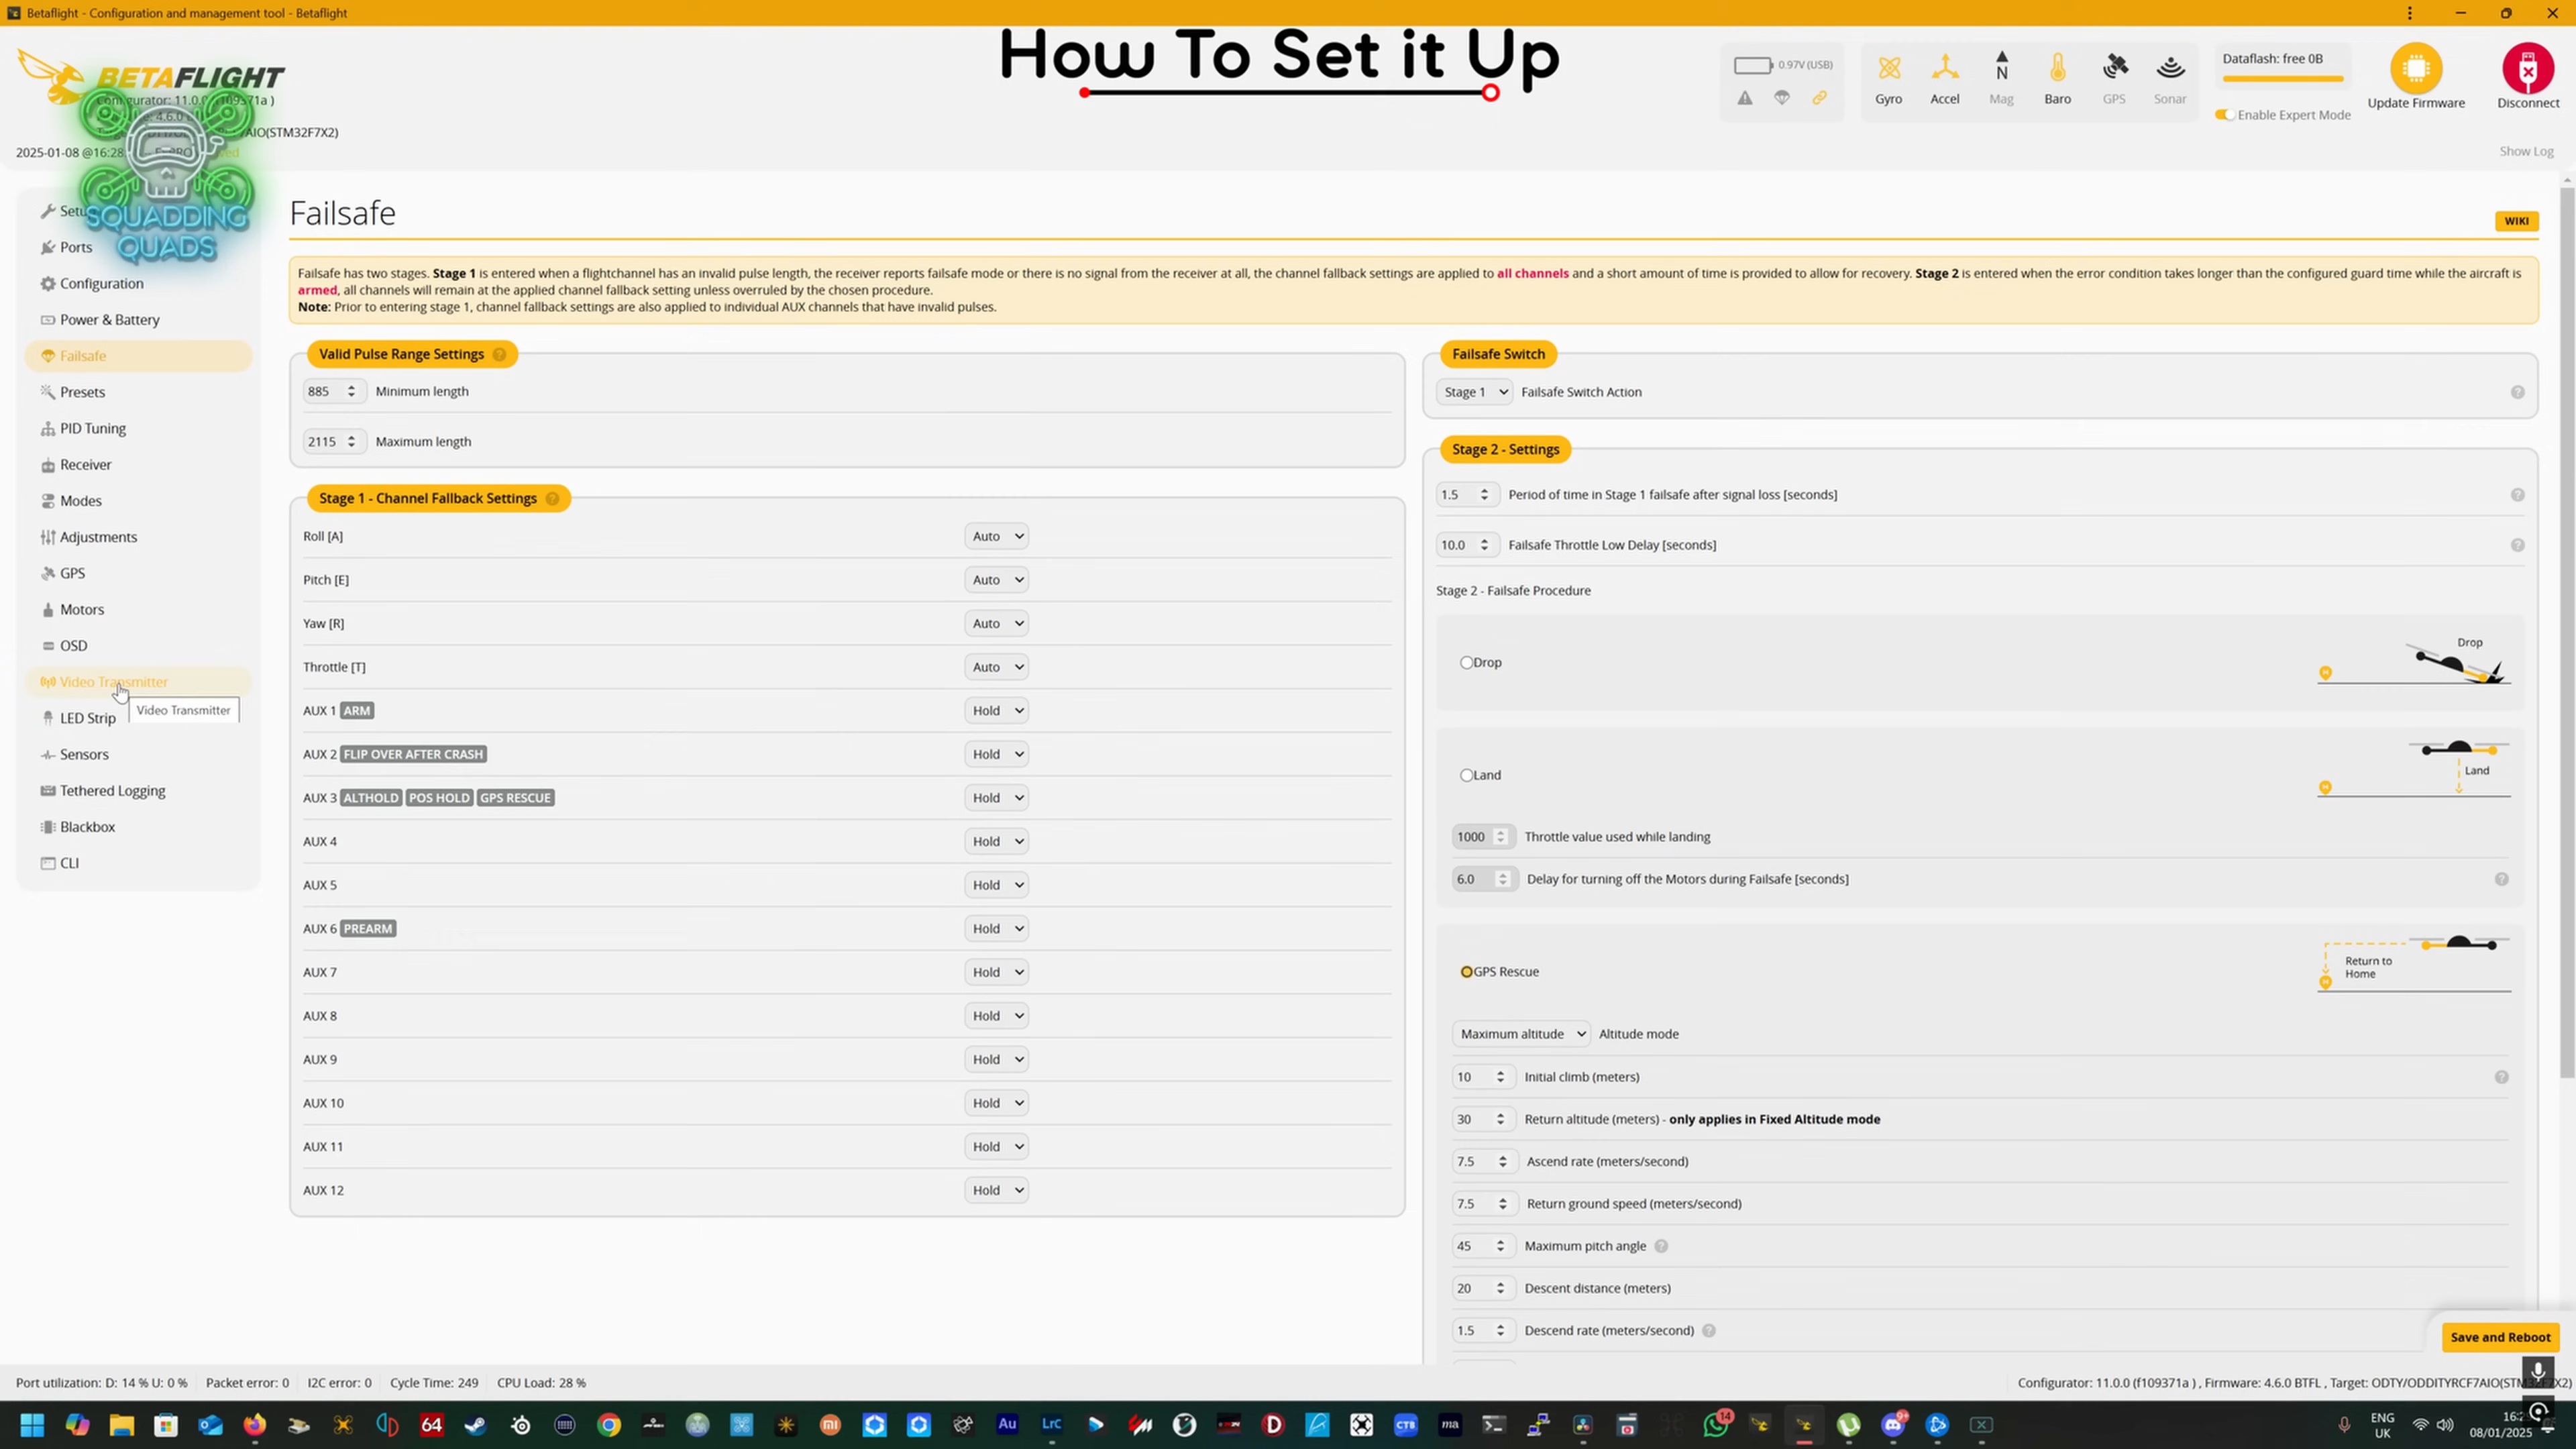 Betaflight - Configuration and management tool - Betaflight
How To Set it Up
BETAFLIGHT
Configurator: 11.0.0 (f109371a )
AIO(STM32F7X2)
2025-01-08 @16:28
SQUADDING
QUADS
0.97V (USB)
Gyro
Accel
N
Mag
Baro
GPS
Sonar
Dataflash: free 0B
Enable Expert Mode
Update Firmware
Disconnect
Show Log
Ports
Configuration
Power & Battery
Failsafe
Presets
PID Tuning
Receiver
Modes
Adjustments
GPS
Motors
OSD
Video Transmitter
Video Transmitter
LED Strip
Sensors
Tethered Logging
Blackbox
CLI
Failsafe
WIKI
Failsafe has two stages. Stage 1 is entered when a flightchannel has an invalid pulse length, the receiver reports failsafe mode or there is no signal from the receiver at all, the channel fallback settings are applied to all channels and a short amount of time is provided to allow for recovery. Stage 2 is entered when the error condition takes longer than the configured guard time while the aircraft is
armed, all channels will remain at the applied channel fallback setting unless overruled by the chosen procedure.
Note: Prior to entering stage 1, channel fallback settings are also applied to individual AUX channels that have invalid pulses.
Valid Pulse Range Settings ?
885 Minimum length
2115 Maximum length
Stage 1 - Channel Fallback Settings ?
Roll [A] Auto
Pitch [E] Auto
Yaw [R] Auto
Throttle [T] Auto
AUX 1 ARM Hold
AUX 2 FLIP OVER AFTER CRASH Hold
AUX 3 ALTHOLD POS HOLD GPS RESCUE Hold
AUX 4 Hold
AUX 5 Hold
AUX 6 PREARM Hold
AUX 7 Hold
AUX 8 Hold
AUX 9 Hold
AUX 10 Hold
AUX 11 Hold
AUX 12 Hold
Failsafe Switch
Stage 1 Failsafe Switch Action ?
Stage 2 - Settings
1.5 Period of time in Stage 1 failsafe after signal loss [seconds] ?
10.0 Failsafe Throttle Low Delay [seconds] ?
Stage 2 - Failsafe Procedure
Drop
Drop
Land
Land
1000 Throttle value used while landing
6.0 Delay for turning off the Motors during Failsafe [seconds] ?
GPS Rescue
Return to
Home
Maximum altitude Altitude mode
10 Initial climb (meters) ?
30 Return altitude (meters) - only applies in Fixed Altitude mode
7.5 Ascend rate (meters/second)
7.5 Return ground speed (meters/second)
45 Maximum pitch angle ?
20 Descent distance (meters)
1.5 Descend rate (meters/second) ?
Save and Reboot
Port utilization: D: 14 % U: 0 % Packet error: 0 I2C error: 0 Cycle Time: 249 CPU Load: 28 %
Configurator: 11.0.0 (f109371a ) , Firmware: 4.6.0 BTFL , Target: ODTY/ODDITYRCF7AIO(STM32F7X2)
64
Au
Lrc
D
CTB
ma
14
9+
ENG
UK
08/01/2025